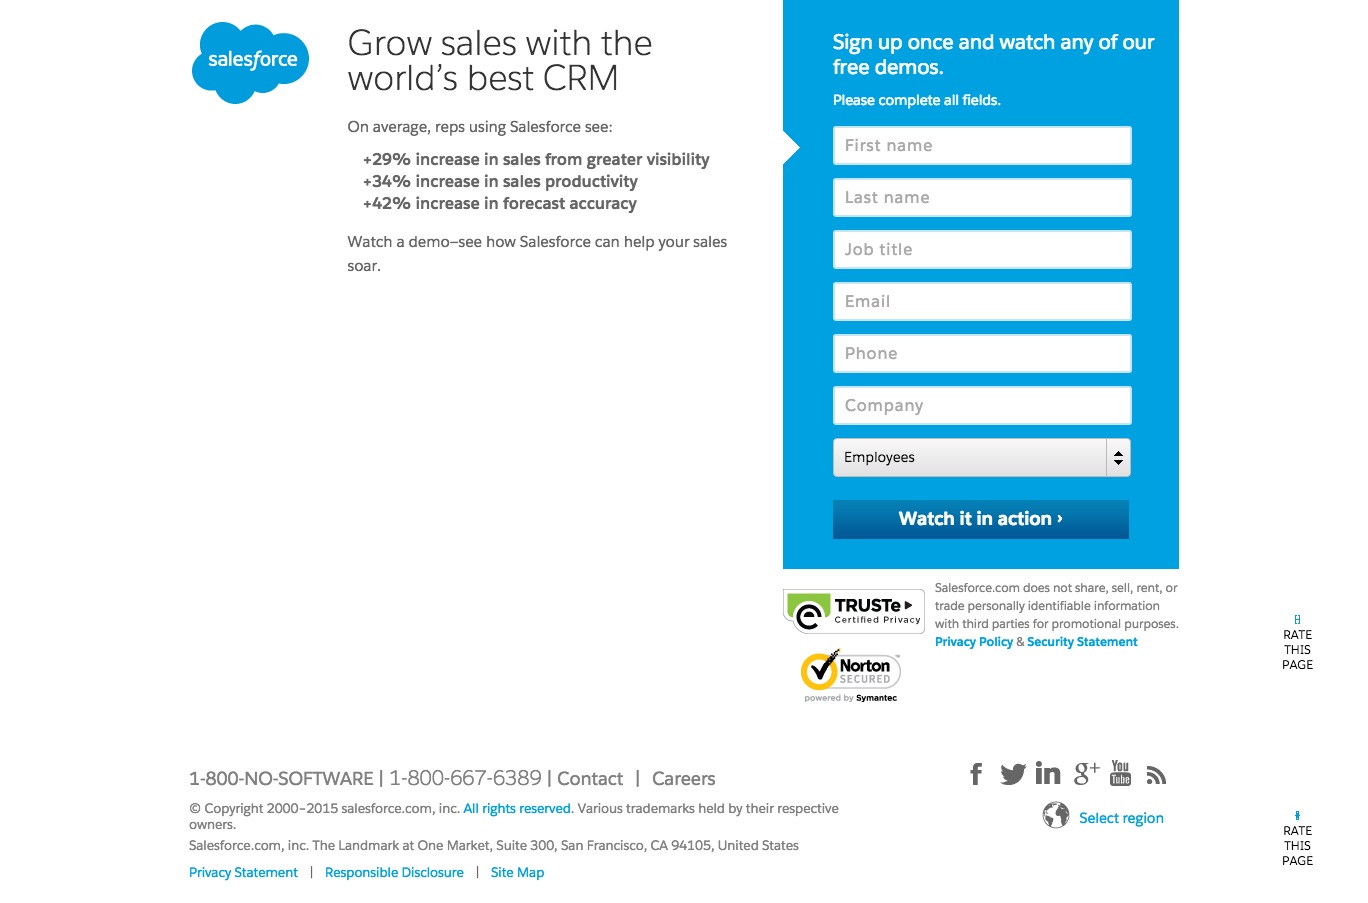 salesforce
Grow sales with the
world's best CRM
On average, reps using Salesforce see:
+29% increase in sales from greater visibility
+34% increase in sales productivity
+42% increase in forecast accuracy
Watch a demo–see how Salesforce can help your sales
soar.
Sign up once and watch any of our
free demos.
Please complete all fields.
First name
Last name
Job title
Email
Phone
Company
Employees
Watch it in action ›
TRUSTe
Certified Privacy
Norton
SECURED
powered by Symantec
Salesforce.com does not share, sell, rent, or
trade personally identifiable information
with third parties for promotional purposes.
Privacy Policy & Security Statement
RATE
THIS
PAGE
1-800-NO-SOFTWARE | 1-800-667-6389 | Contact | Careers
© Copyright 2000–2015 salesforce.com, inc. All rights reserved. Various trademarks held by their respective
owners.
Salesforce.com, inc. The Landmark at One Market, Suite 300, San Francisco, CA 94105, United States
Privacy Statement | Responsible Disclosure | Site Map
f in g+ You
Tube
Select region
RATE
THIS
PAGE